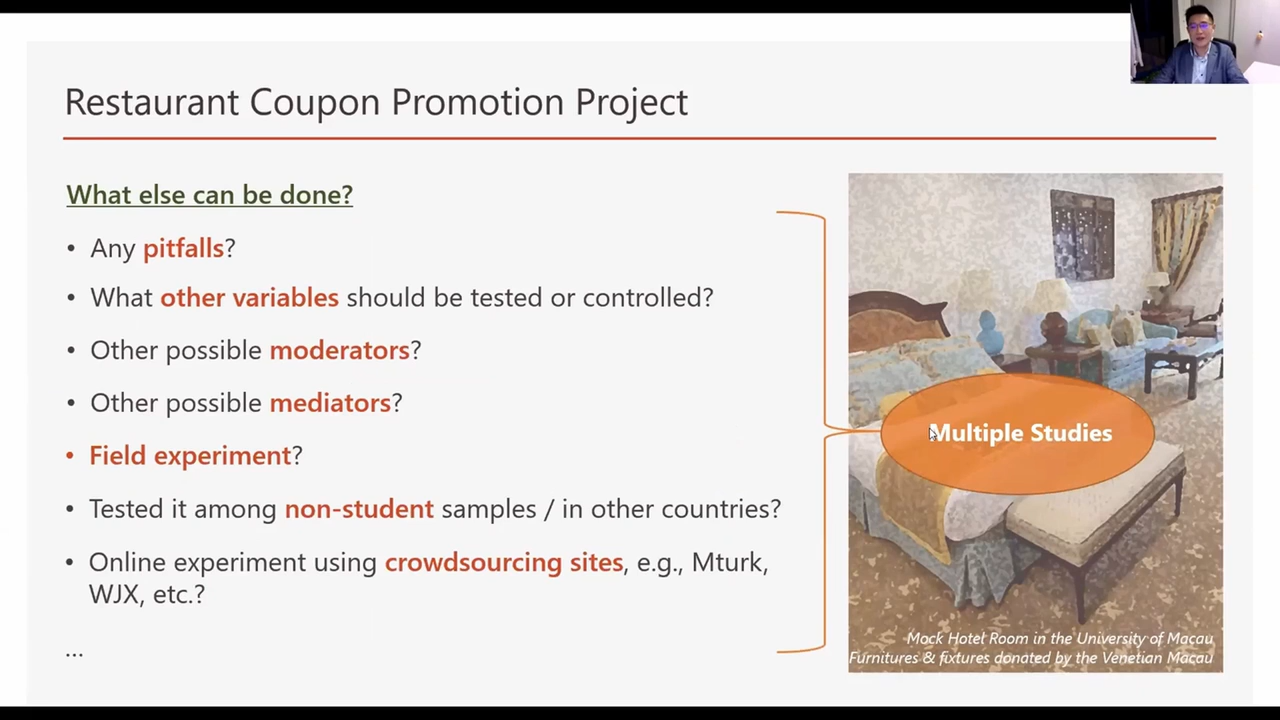 Restaurant Coupon Promotion Project
What else can be done?
• Any pitfalls?
• What other variables should be tested or controlled?
• Other possible moderators?
• Other possible mediators?
• Field experiment?
• Tested it among non-student samples / in other countries?
• Online experiment using crowdsourcing sites, e.g., Mturk,
WJX, etc.?
...
Multiple Studies
Mock Hotel Room in the University of Macau
Furnitures & fixtures donated by the Venetian Macau